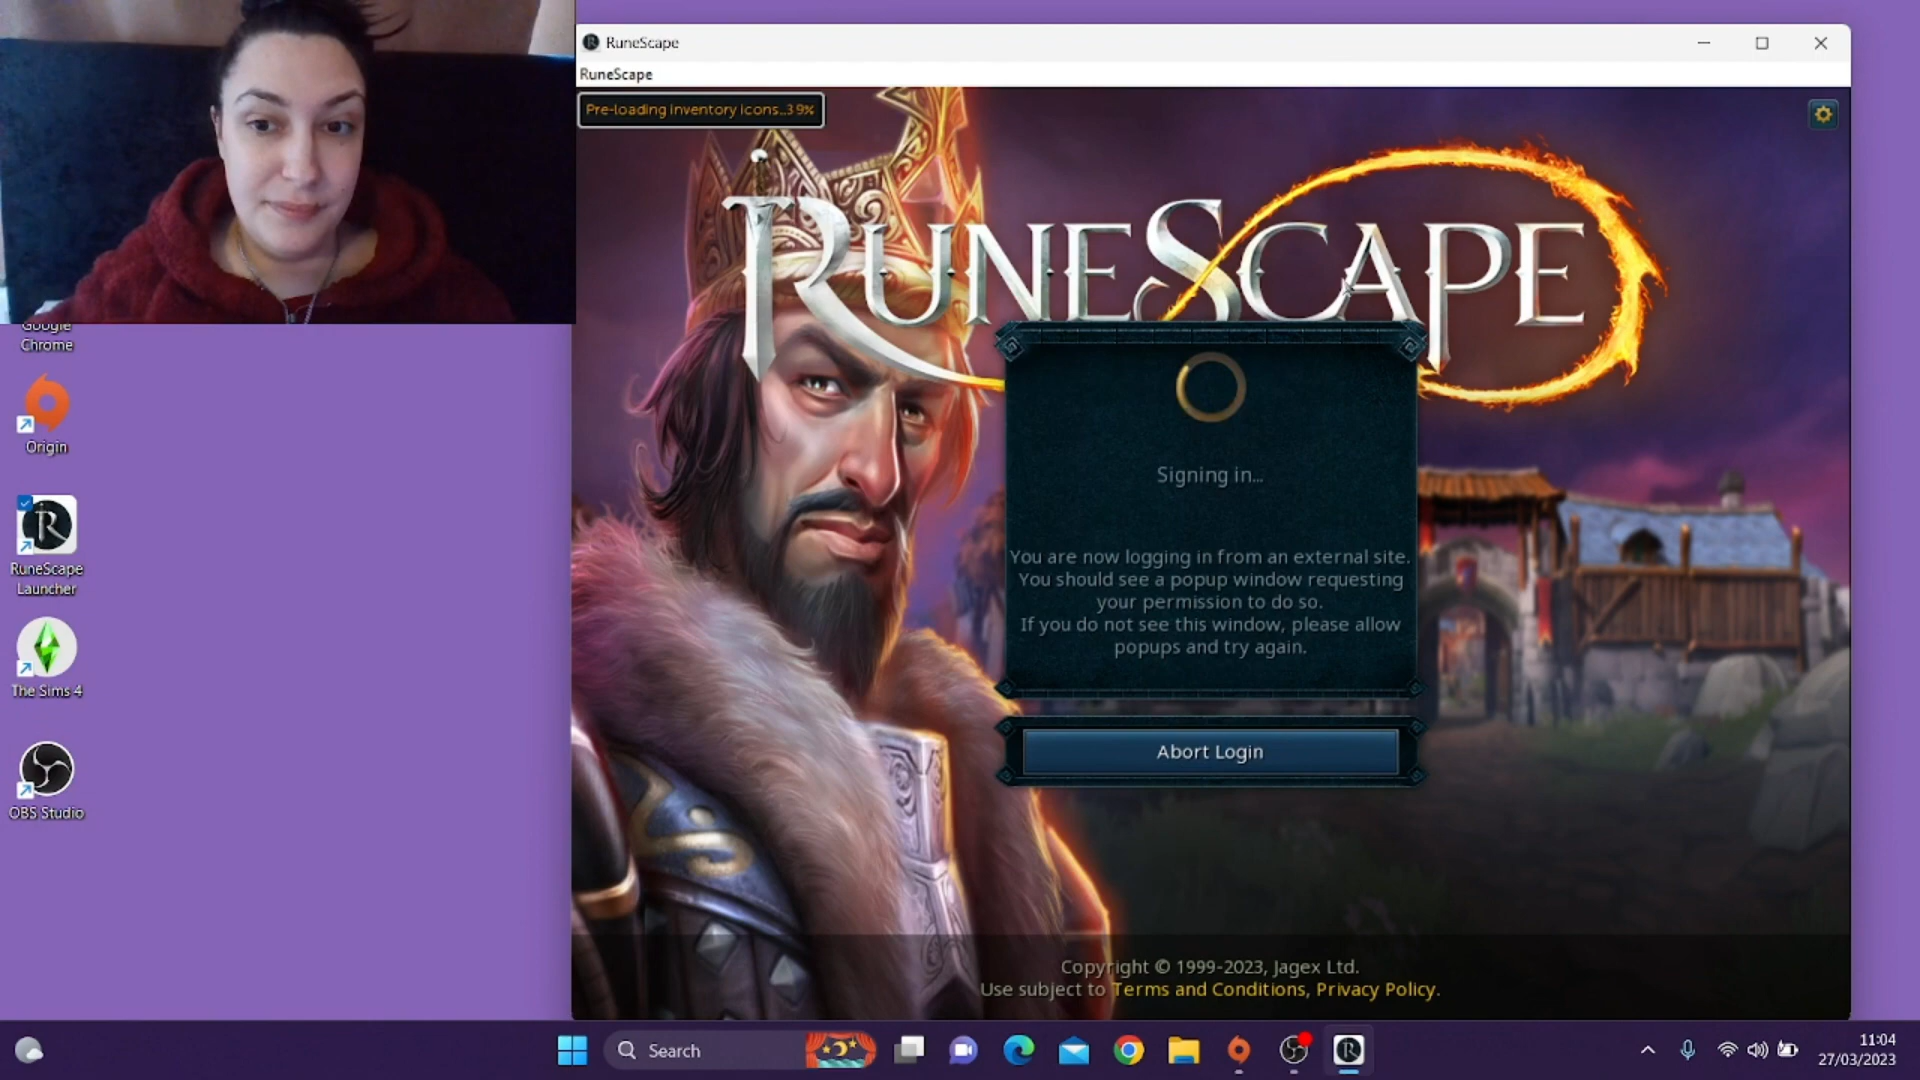 RuneScape
RuneScape
Pre-loading inventory icons..39%
RUNESCAPE
Signing in...
You are now logging in from an external site.
You should see a popup window requesting
your permission to do so.
If you do not see this window, please allow
popups and try again.
Abort Login
Copyright © 1999-2023, Jagex Ltd.
Use subject to Terms and Conditions, Privacy Policy.
Google
Chrome
Origin
RuneScape
Launcher
The Sims 4
OBS Studio
Search
11:04
27/03/2023